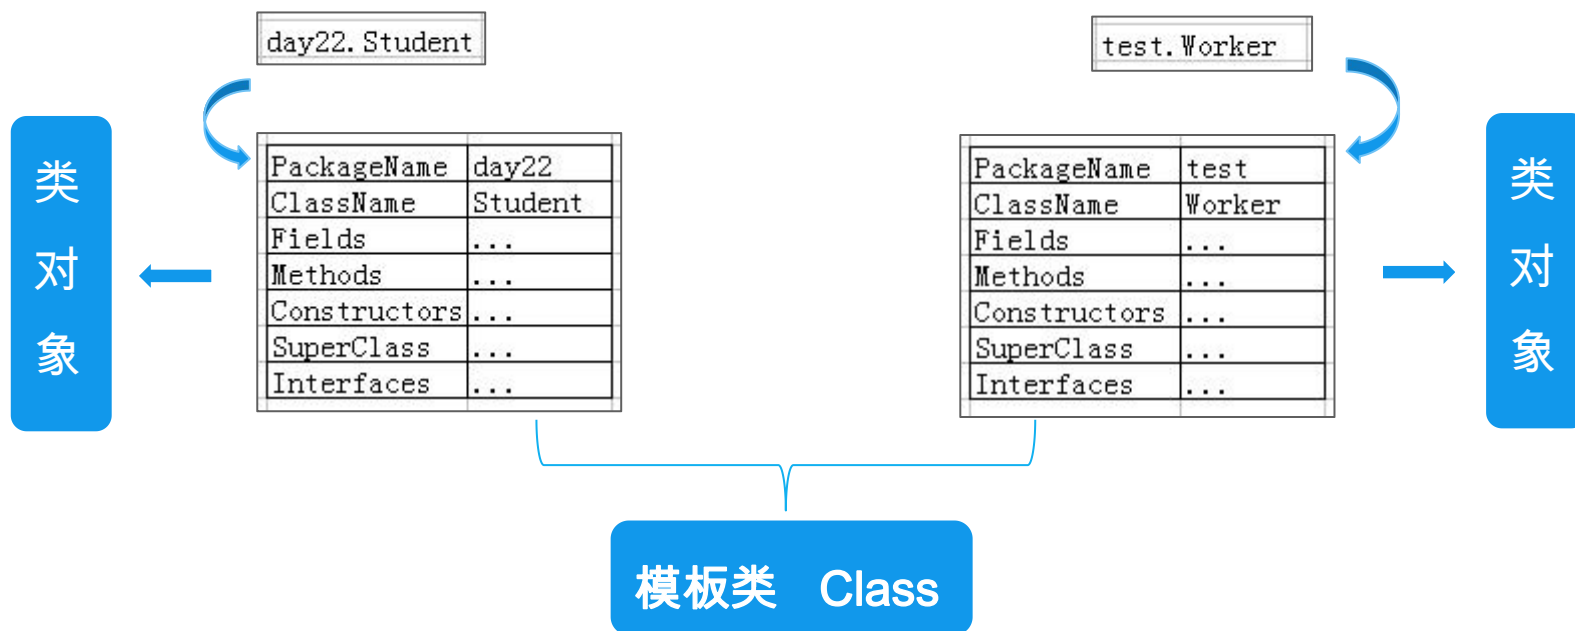 day22.Student
test.Worker
类
对
象
PackageName day22
ClassName Student
Fields ...
Methods ...
Constructors ...
SuperClass ...
Interfaces ...
PackageName test
ClassName Worker
Fields ...
Methods ...
Constructors ...
SuperClass ...
Interfaces ...
类
对
象
模板类 Class